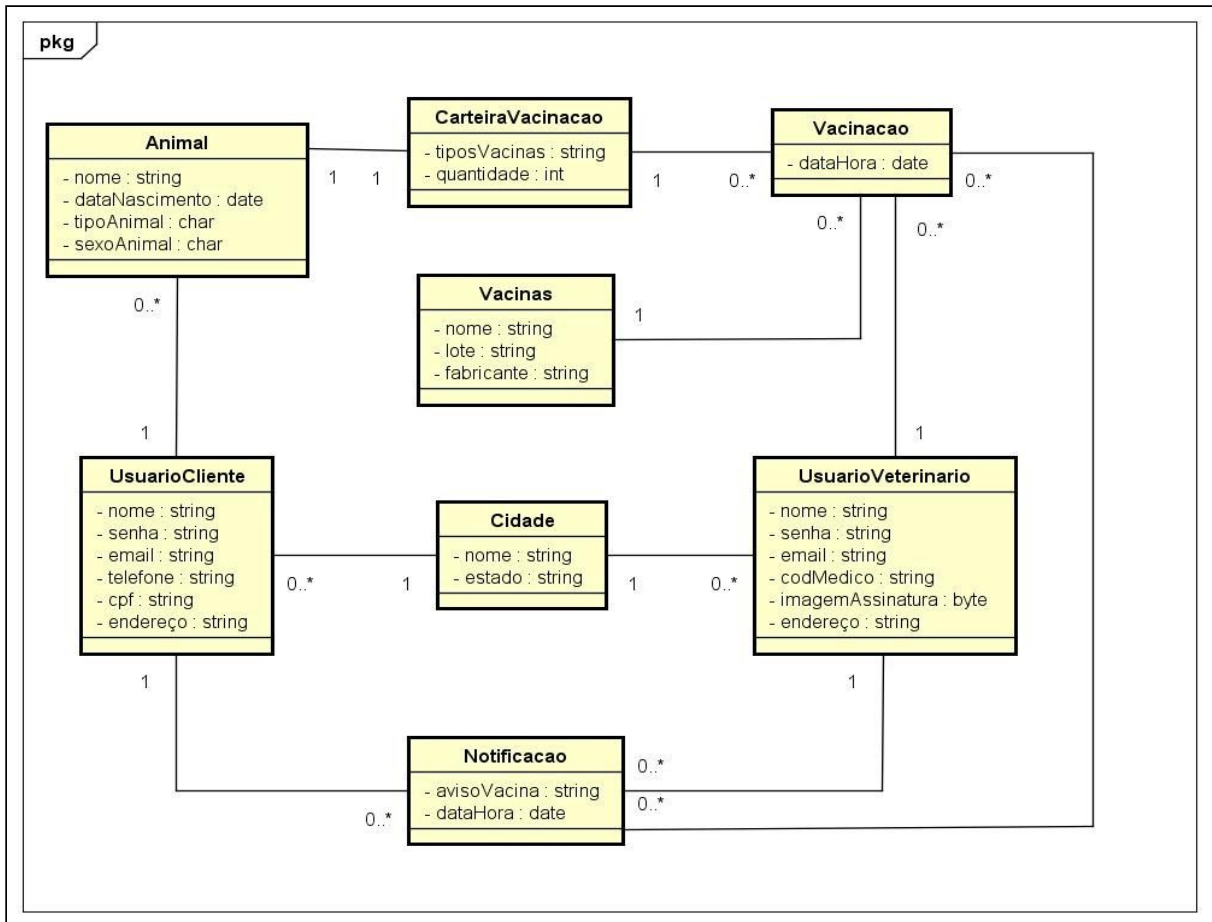 pkg
Animal
- nome : string
- dataNascimento : date
- tipoAnimal : char
- sexoAnimal : char
1
1
CarteiraVacinacao
- tiposVacinas : string
- quantidade : int
1
0..*
Vacinacao
- dataHora : date
0..*
0..*
0..*
0..*
Vacinas
- nome : string
- lote : string
- fabricante : string
1
1
1
UsuarioCliente
- nome : string
- senha : string
- email : string
- telefone : string
- cpf : string
- endereço : string
0..*
1
Cidade
- nome : string
- estado : string
1
0..*
UsuarioVeterinario
- nome : string
- senha : string
- email : string
- codMedico : string
- imagemAssinatura : byte
- endereço : string
1
1
Notificacao
- avisoVacina : string
- dataHora : date
0..*
0..*
0..*